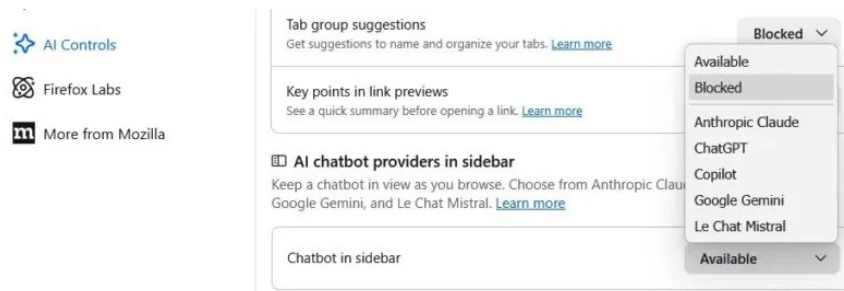 AI Controls
Firefox Labs
m More from Mozilla
Tab group suggestions
Get suggestions to name and organize your tabs. Learn more
Key points in link previews
See a quick summary before opening a link. Learn more
AI chatbot providers in sidebar
Keep a chatbot in view as you browse. Choose from Anthropic
Google Gemini, and Le Chat Mistral. Learn more
Chatbot in sidebar
Blocked
Available
Blocked
Anthropic Claude
ChatGPT
Copilot
Google Gemini
Le Chat Mistral
Available